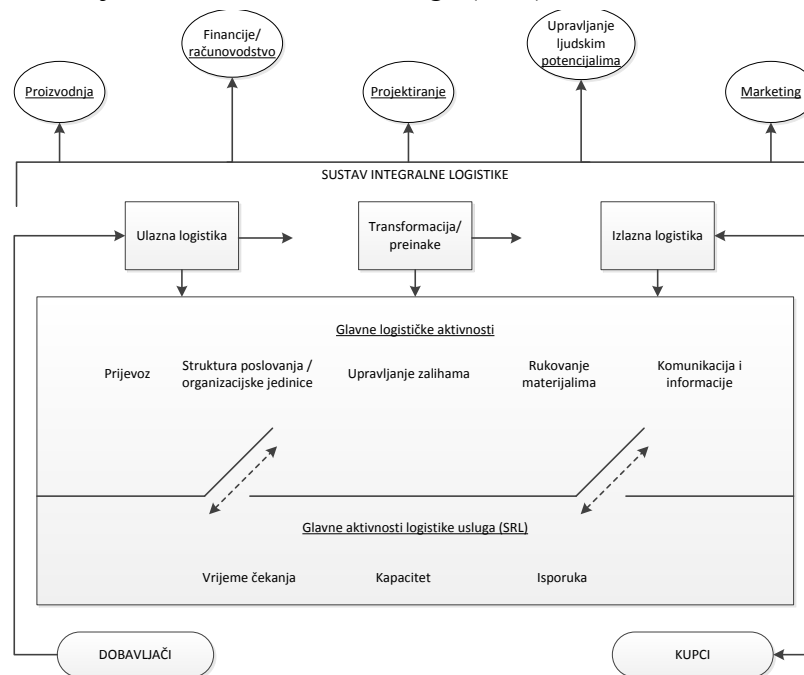 Financije/
računovodstvo
Upravljanje
ljudskim
potencijalima
Proizvodnja
Projektiranje
Marketing
SUSTAV INTEGRALNE LOGISTIKE
Ulazna logistika
Transformacija/
preinake
Izlazna logistika
Glavne logističke aktivnosti
Prijevoz
Struktura poslovanja /
organizacijske jedinice
Upravljanje zalihama
Rukovanje
materijalima
Komunikacija i
informacije
Glavne aktivnosti logistike usluga (SRL)
Vrijeme čekanja
Kapacitet
Isporuka
DOBAVLJAČI
KUPCI